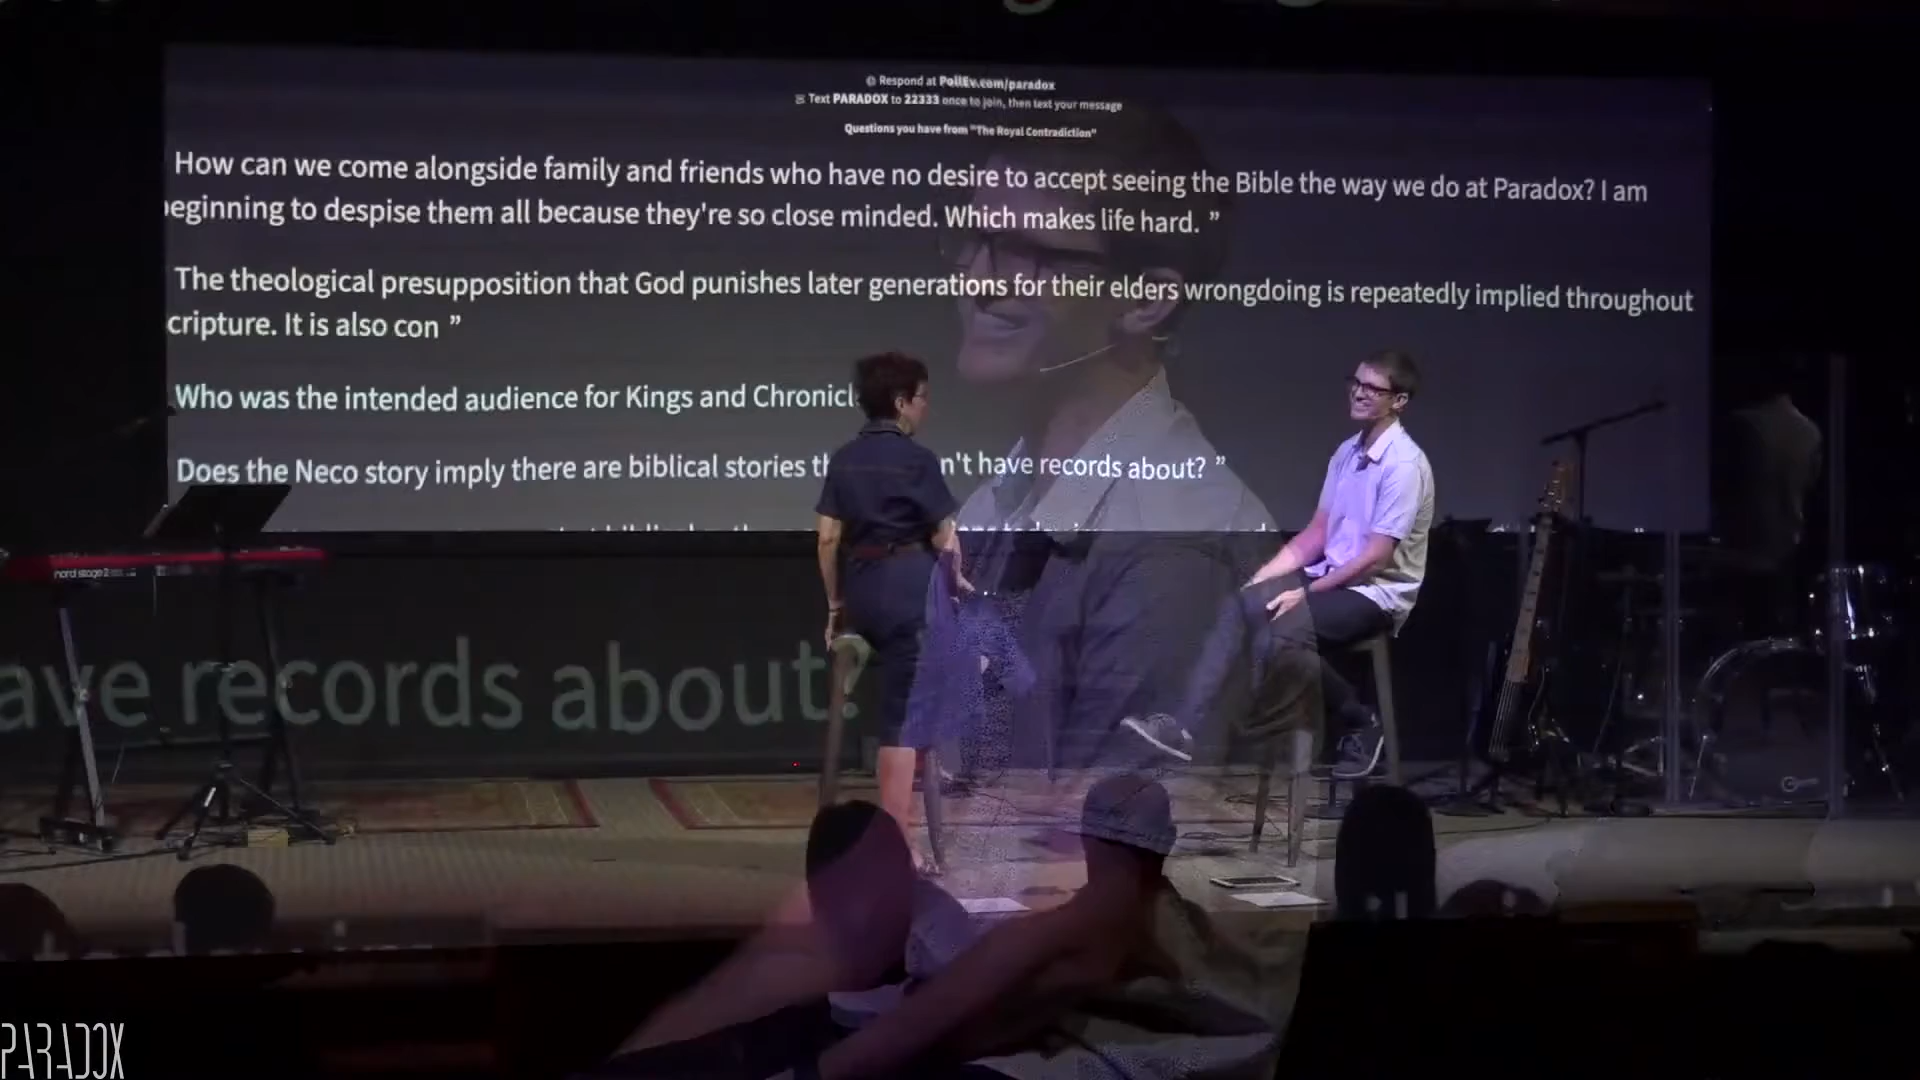 Respond at PollEv.com/paradox
Text PARADOX to 22333 once to join, then text your message
Questions you have from "The Royal Contradiction"
How can we come alongside family and friends who have no desire to accept seeing the Bible the way we do at Paradox? I am
eginning to despise them all because they're so close minded. Which makes life hard. ”
The theological presupposition that God punishes later generations for their elders wrongdoing is repeatedly implied throughout
cripture. It is also con ”
Who was the intended audience for Kings and Chronicl
Does the Neco story imply there are biblical stories th n't have records about? ”
nord stage 2
ave records about?
PARADOX